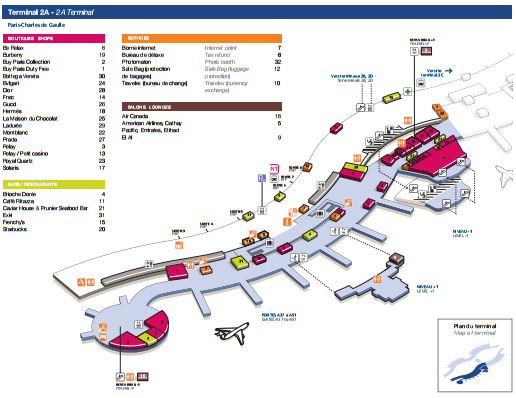 Terminal 2A - 2A Terminal
Paris-Charles de Gaulle
BOUTIQUES SHOPS
Be Relax 6
Burberry 19
Buy Paris Collection 2
Buy Paris Duty Free 1
Bottega Veneta 30
Bvlgari 24
Dior 28
Fnac 14
Gucci 26
Hermès 18
La Maison du Chocolat 25
Ladurée 29
Montblanc 22
Prada 27
Relay 3
Relay / Petit casino 13
Royal Quartz 23
Solaris 17
BARS / RESTAURANTS
Brioche Dorée 4
Caffè Ritazza 11
Caviar House & Prunier Seafood Bar 21
Exki 31
Frenchy's 15
Starbucks 20
SERVICES
Borne internet Internet point 7
Bureau de détaxe Tax refund 8
Photomaton Photo booth 32
Safe Bag (protection Safe Bag (luggage 12
de bagages) protection)
Travelex (bureau de change) Travelex (currency 10
exchange)
SALONS LOUNGES
Air Canada 16
American Airlines, Cathay 5
Pacific, Emirates, Etihad
El Al 9
Vers terminaux 2B, 2D
To terminals 2B, 2D
Vers le
terminal 2C
N1
NIVEAU -1
LEVEL -1
NIVEAU +1
LEVEL +1
PORTES A37 à A51
GATES A37 to A51
Plan du terminal
Map of terminal